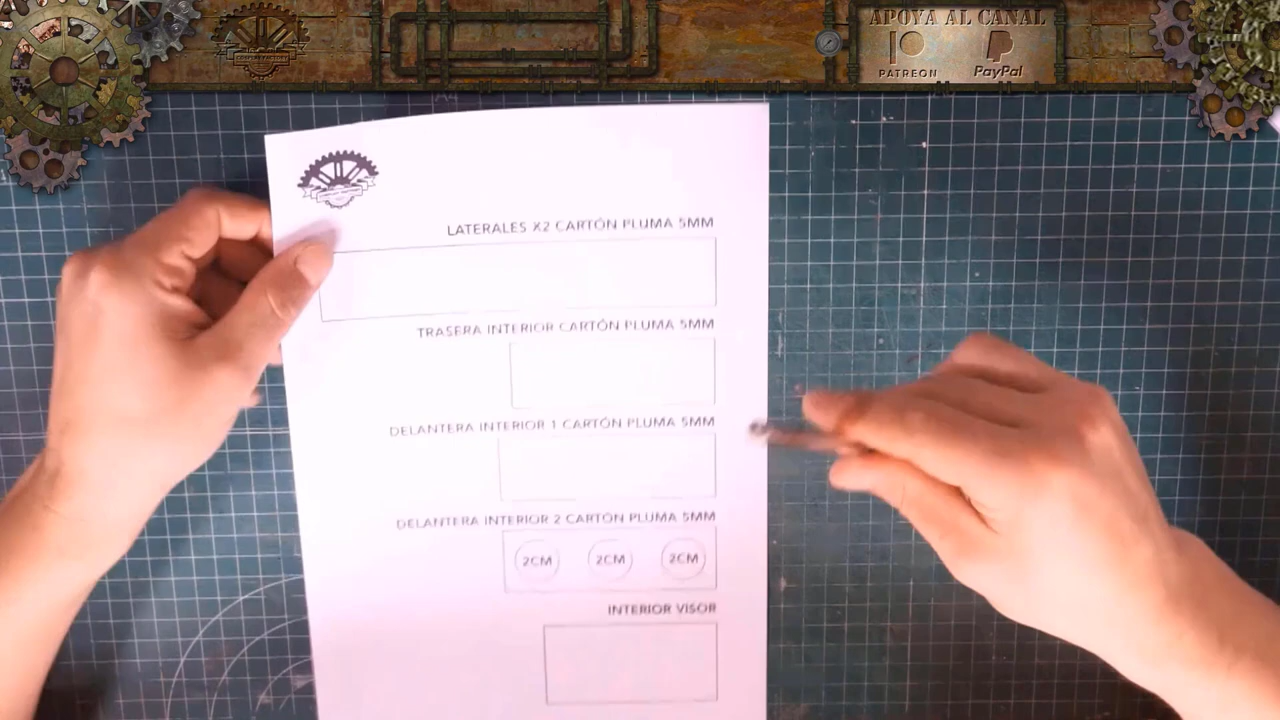 APOYA AL CANAL
PATREON
PayPal
LATERALES X2 CARTÓN PLUMA 5MM
TRASERA INTERIOR CARTÓN PLUMA 5MM
DELANTERA INTERIOR 1 CARTÓN PLUMA 5MM
DELANTERA INTERIOR 2 CARTÓN PLUMA 5MM
2CM 2CM 2CM
INTERIOR VISOR